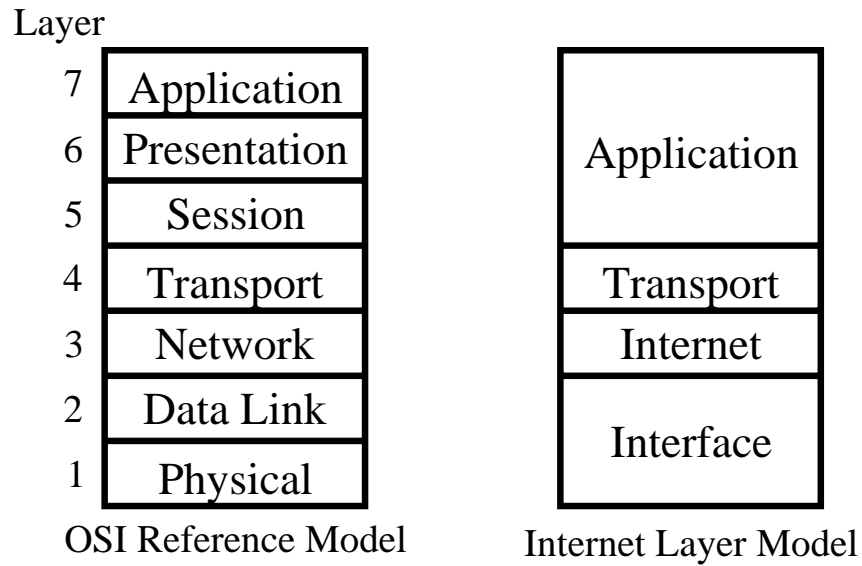 Layer
7 Application
6 Presentation
5 Session
4 Transport
3 Network
2 Data Link
1 Physical
OSI Reference Model
Application
Transport
Internet
Interface
Internet Layer Model